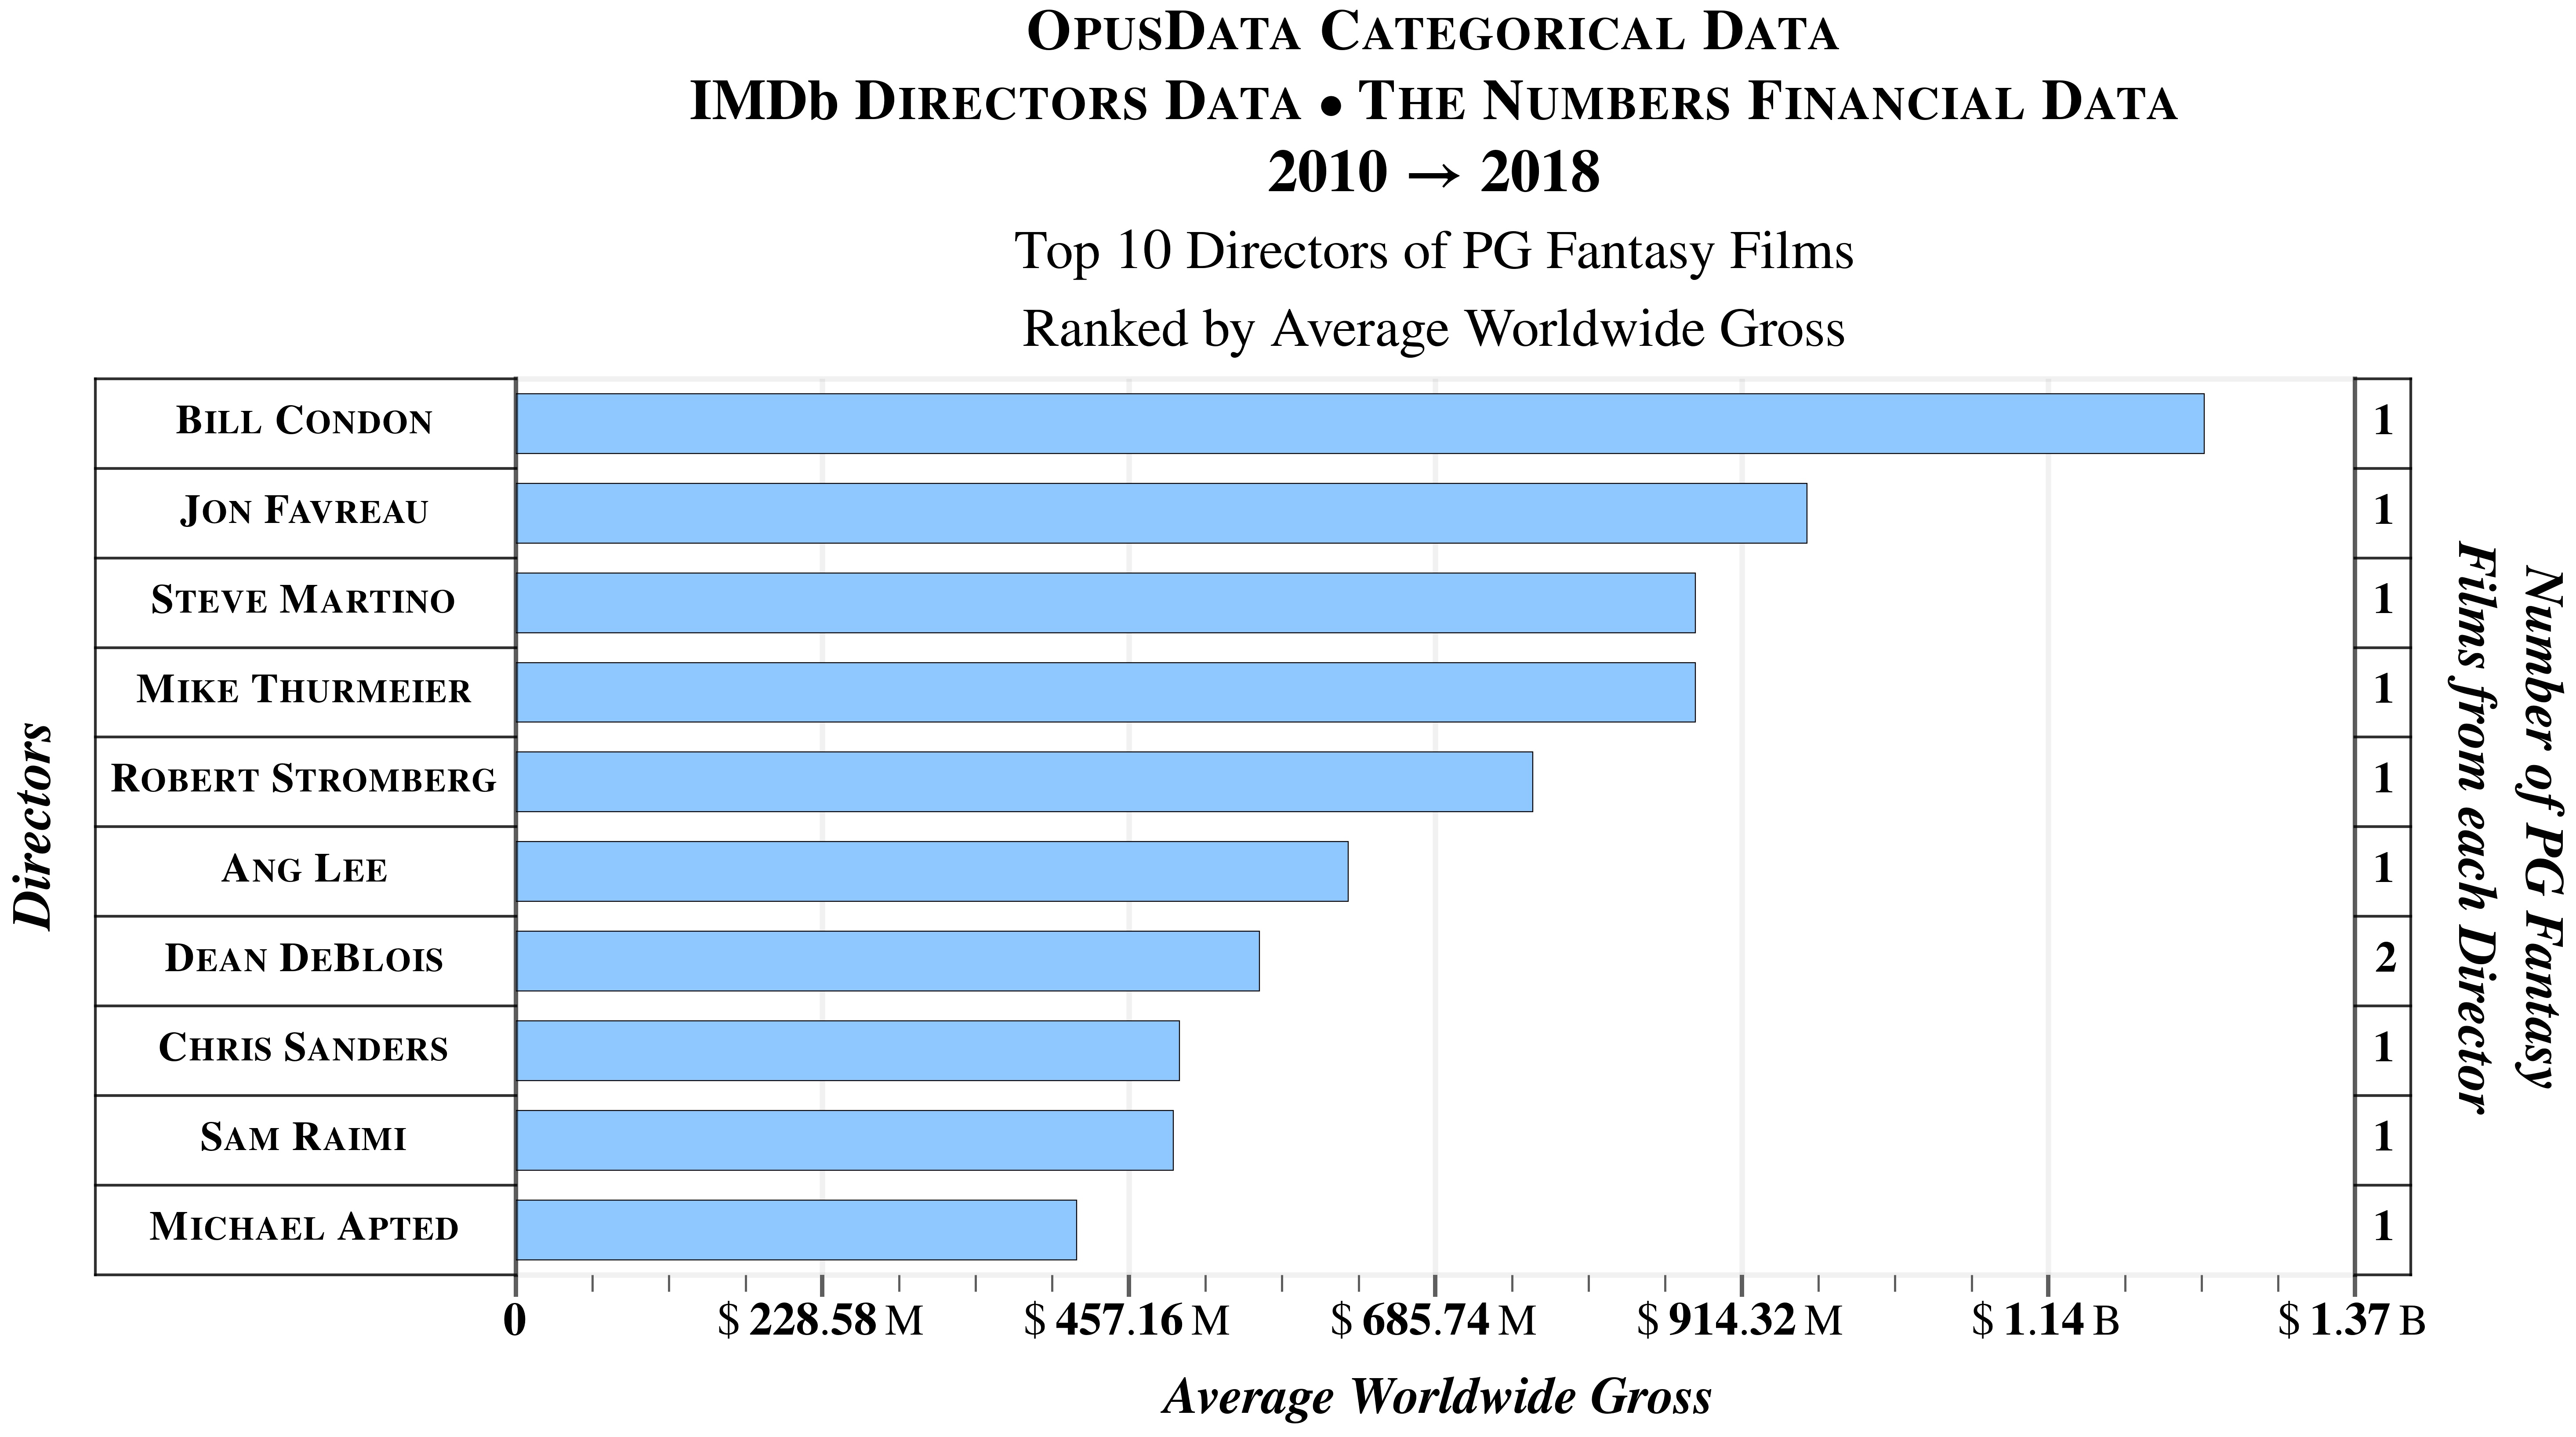 OpusData Categorical Data
IMDb Directors Data • The Numbers Financial Data
2010 → 2018
Top 10 Directors of PG Fantasy Films
Ranked by Average Worldwide Gross
Directors
Bill Condon 1
Jon Favreau 1
Steve Martino 1
Mike Thurmeier 1
Robert Stromberg 1
Ang Lee 1
Dean DeBlois 2
Chris Sanders 1
Sam Raimi 1
Michael Apted 1
Number of PG Fantasy
Films from each Director
0 $ 228.58 M $ 457.16 M $ 685.74 M $ 914.32 M $ 1.14 B $ 1.37 B
Average Worldwide Gross